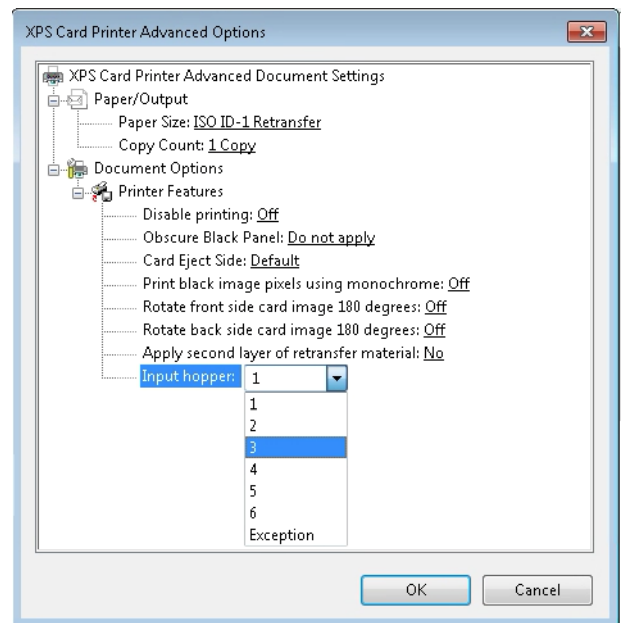 XPS Card Printer Advanced Options
XPS Card Printer Advanced Document Settings
Paper/Output
Paper Size: ISO ID-1 Retransfer
Copy Count: 1 Copy
Document Options
Printer Features
Disable printing: Off
Obscure Black Panel: Do not apply
Card Eject Side: Default
Print black image pixels using monochrome: Off
Rotate front side card image 180 degrees: Off
Rotate back side card image 180 degrees: Off
Apply second layer of retransfer material: No
Input hopper: 1
1
2
3
4
5
6
Exception
OK Cancel